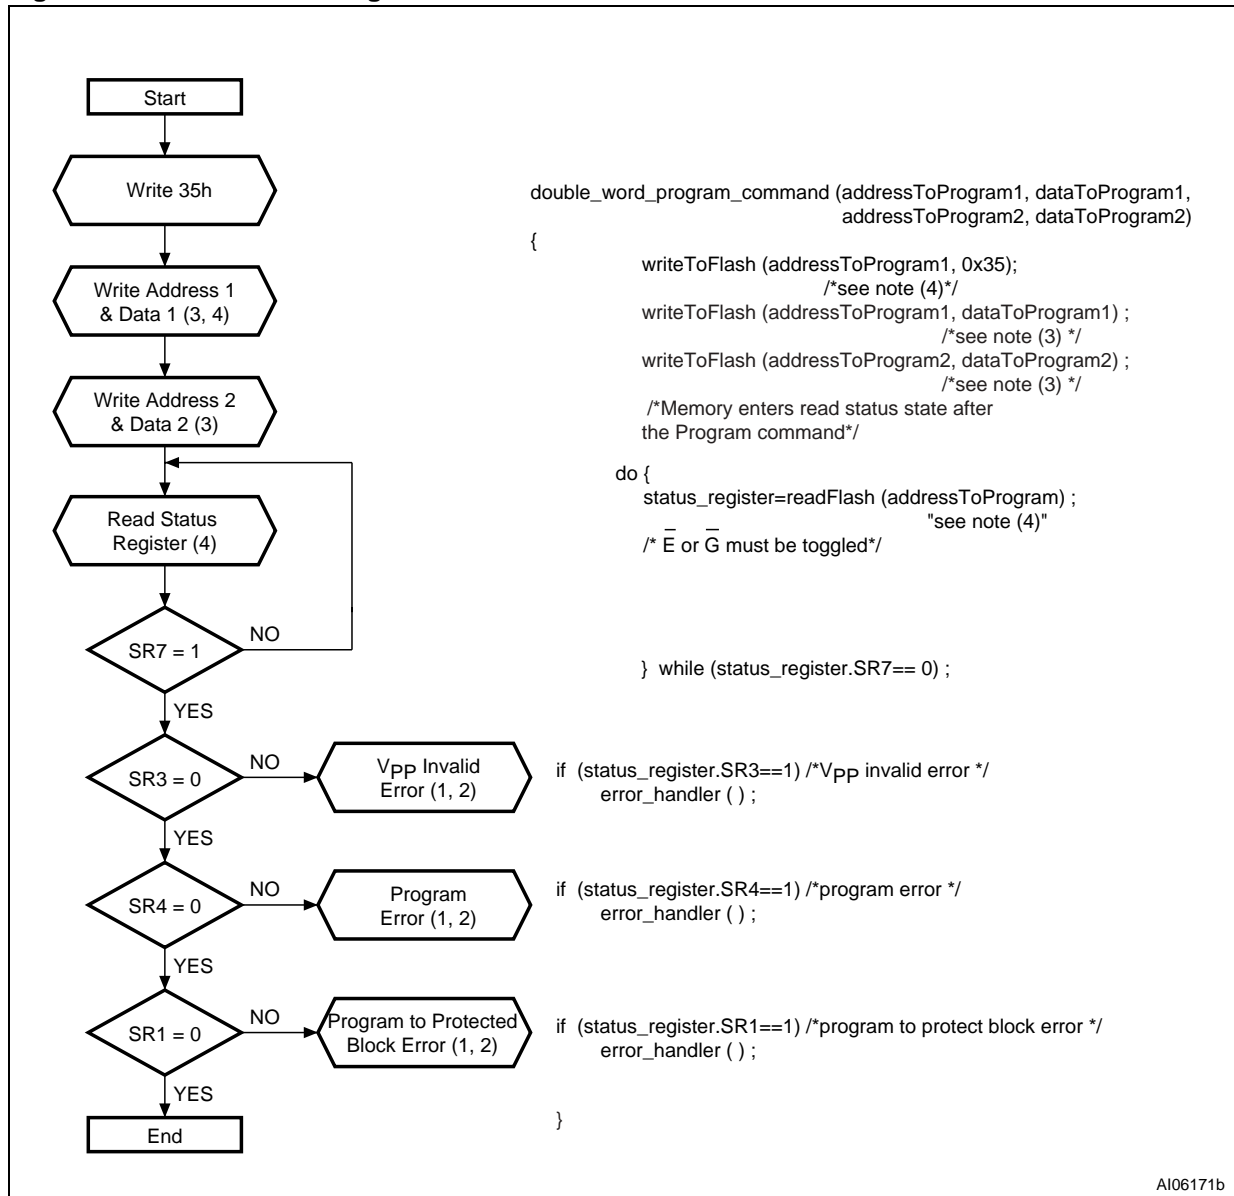 Start
Write 35h
Write Address 1
& Data 1 (3, 4)
Write Address 2
& Data 2 (3)
Read Status
Register (4)
SR7 = 1
NO
YES
SR3 = 0
NO
VPP Invalid
Error (1, 2)
YES
SR4 = 0
NO
Program
Error (1, 2)
YES
SR1 = 0
NO
Program to Protected
Block Error (1, 2)
YES
End
double_word_program_command (addressToProgram1, dataToProgram1,
addressToProgram2, dataToProgram2)
{
writeToFlash (addressToProgram1, 0x35);
/*see note (4)*/
writeToFlash (addressToProgram1, dataToProgram1) ;
/*see note (3) */
writeToFlash (addressToProgram2, dataToProgram2) ;
/*see note (3) */
/*Memory enters read status state after
the Program command*/
do {
status_register=readFlash (addressToProgram) ;
"see note (4)"
/* E̅ or G̅ must be toggled*/
} while (status_register.SR7== 0) ;
if (status_register.SR3==1) /*VPP invalid error */
error_handler ( ) ;
if (status_register.SR4==1) /*program error */
error_handler ( ) ;
if (status_register.SR1==1) /*program to protect block error */
error_handler ( ) ;
}
AI06171b